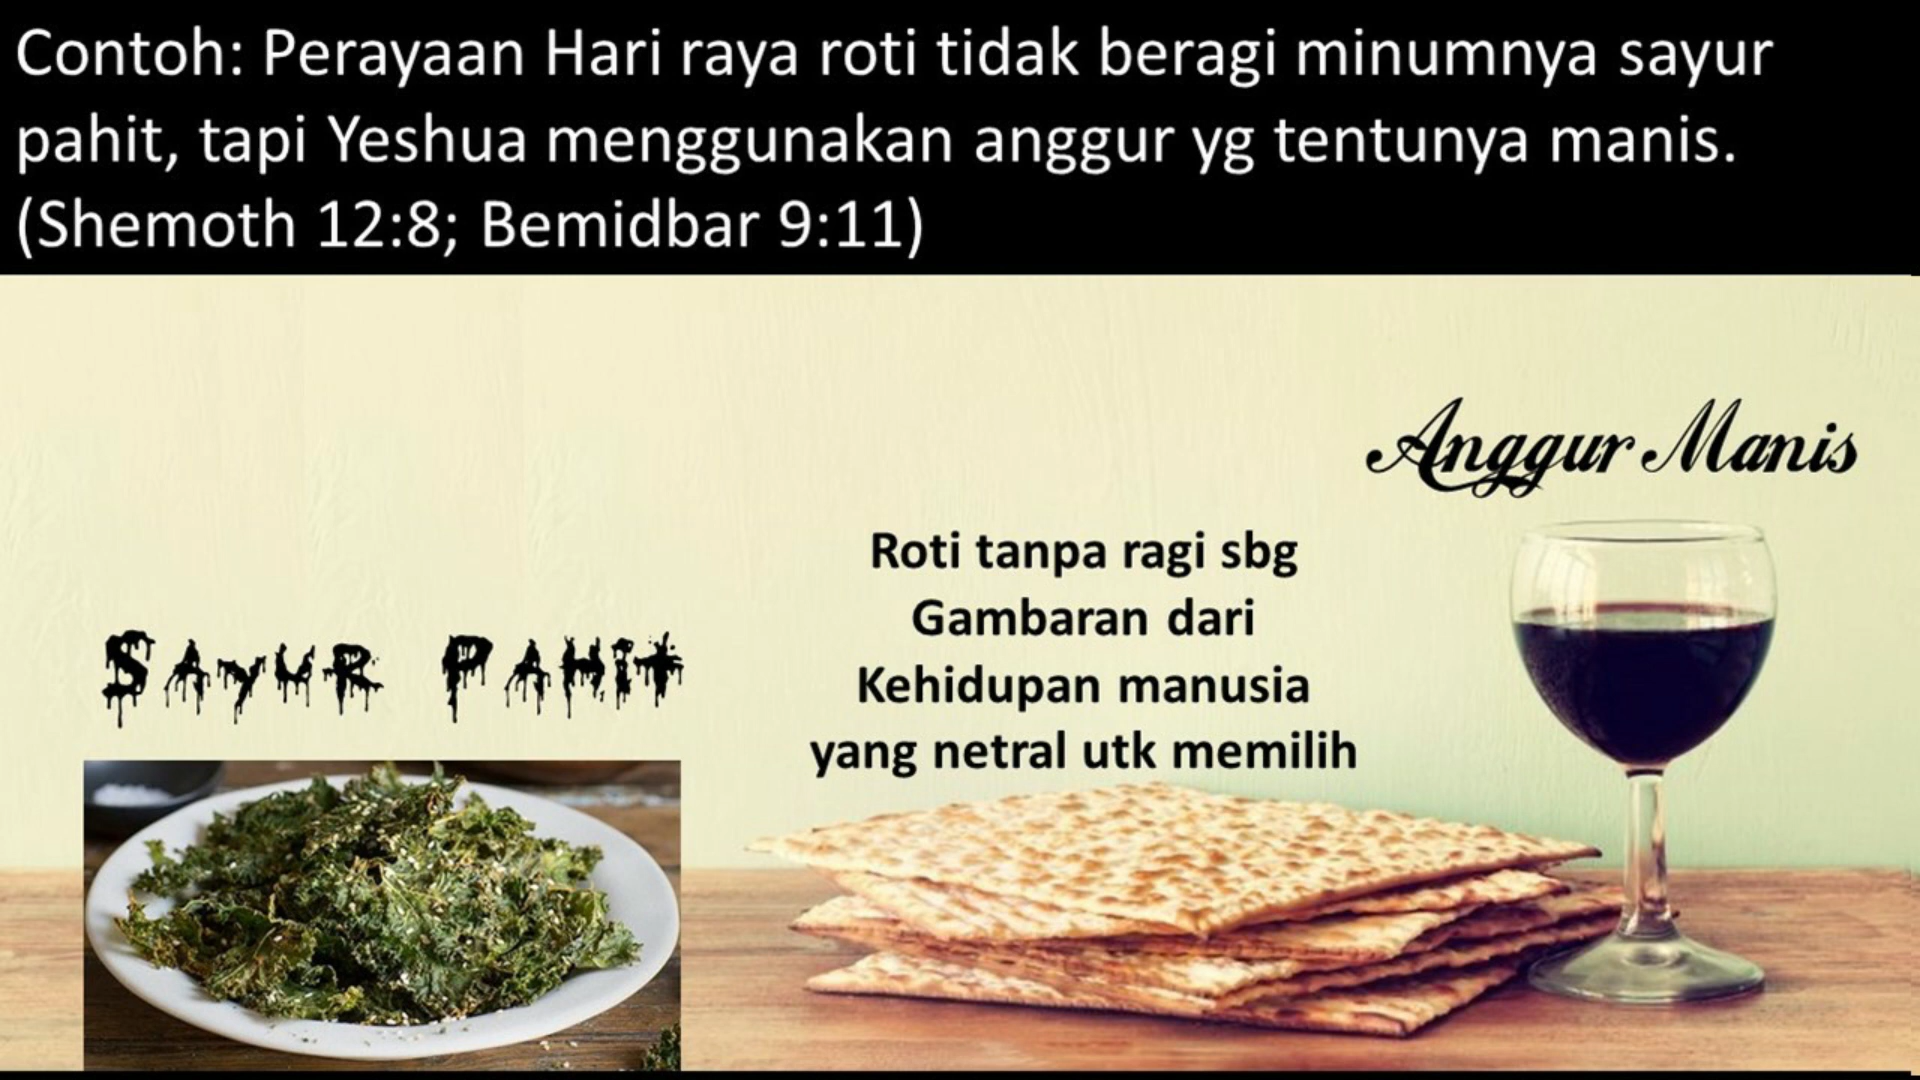 Contoh: Perayaan Hari raya roti tidak beragi minumnya sayur
pahit, tapi Yeshua menggunakan anggur yg tentunya manis.
(Shemoth 12:8; Bemidbar 9:11)
Anggur Manis
Roti tanpa ragi sbg
Gambaran dari
Kehidupan manusia
yang netral utk memilih
Sayur Pahit